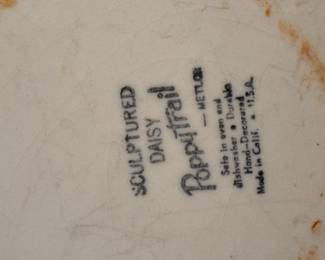 SCULPTURED
DAISY
Poppytrail
— METLOX
Safe in oven and
dishwasher • Durable
Hand-Decorated
Made in Calif. • U.S.A.